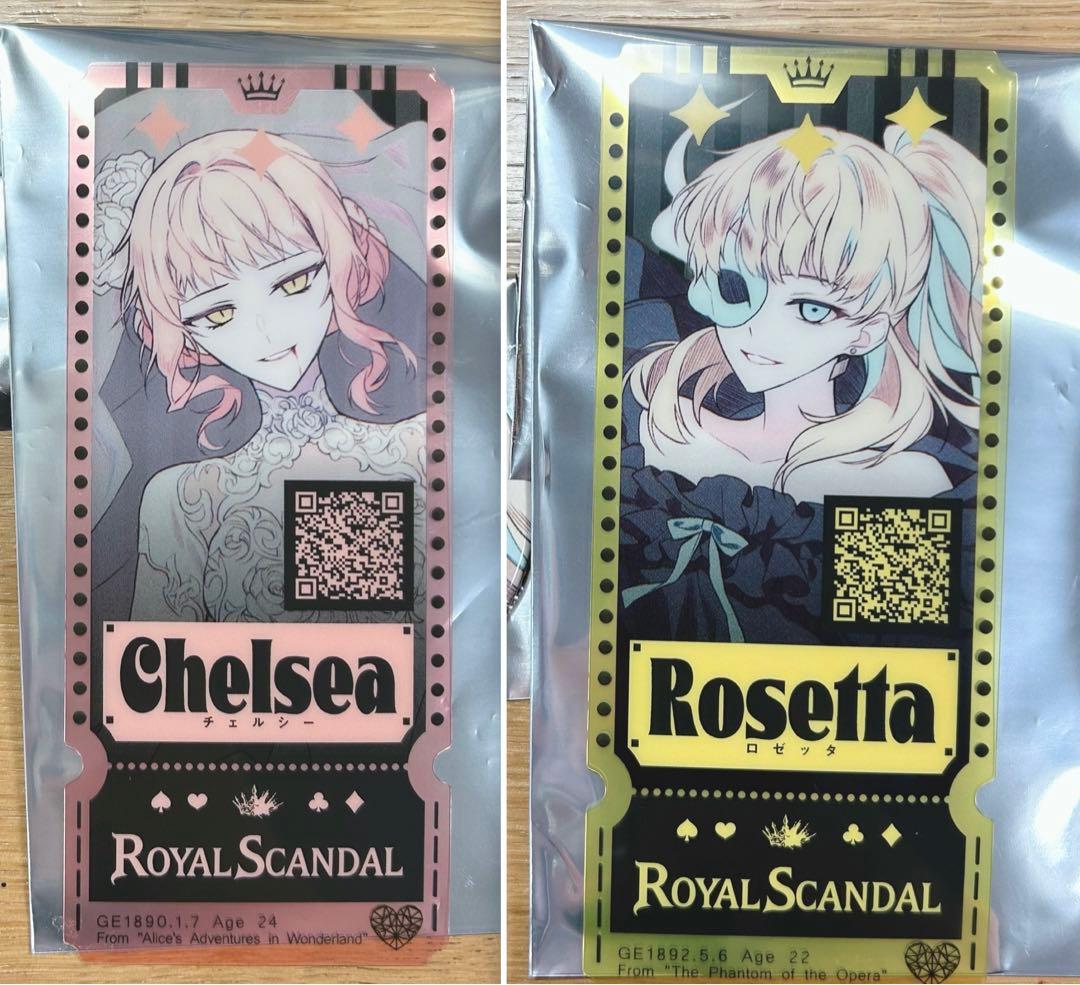 Chelsea
チェルシー
ROYAL SCANDAL
GE1890.1.7 Age 24
From "Alice's Adventures in Wonderland"
Rosetta
ロゼッタ
ROYAL SCANDAL
GE1892.5.6 Age 22
From "The Phantom of the Opera"